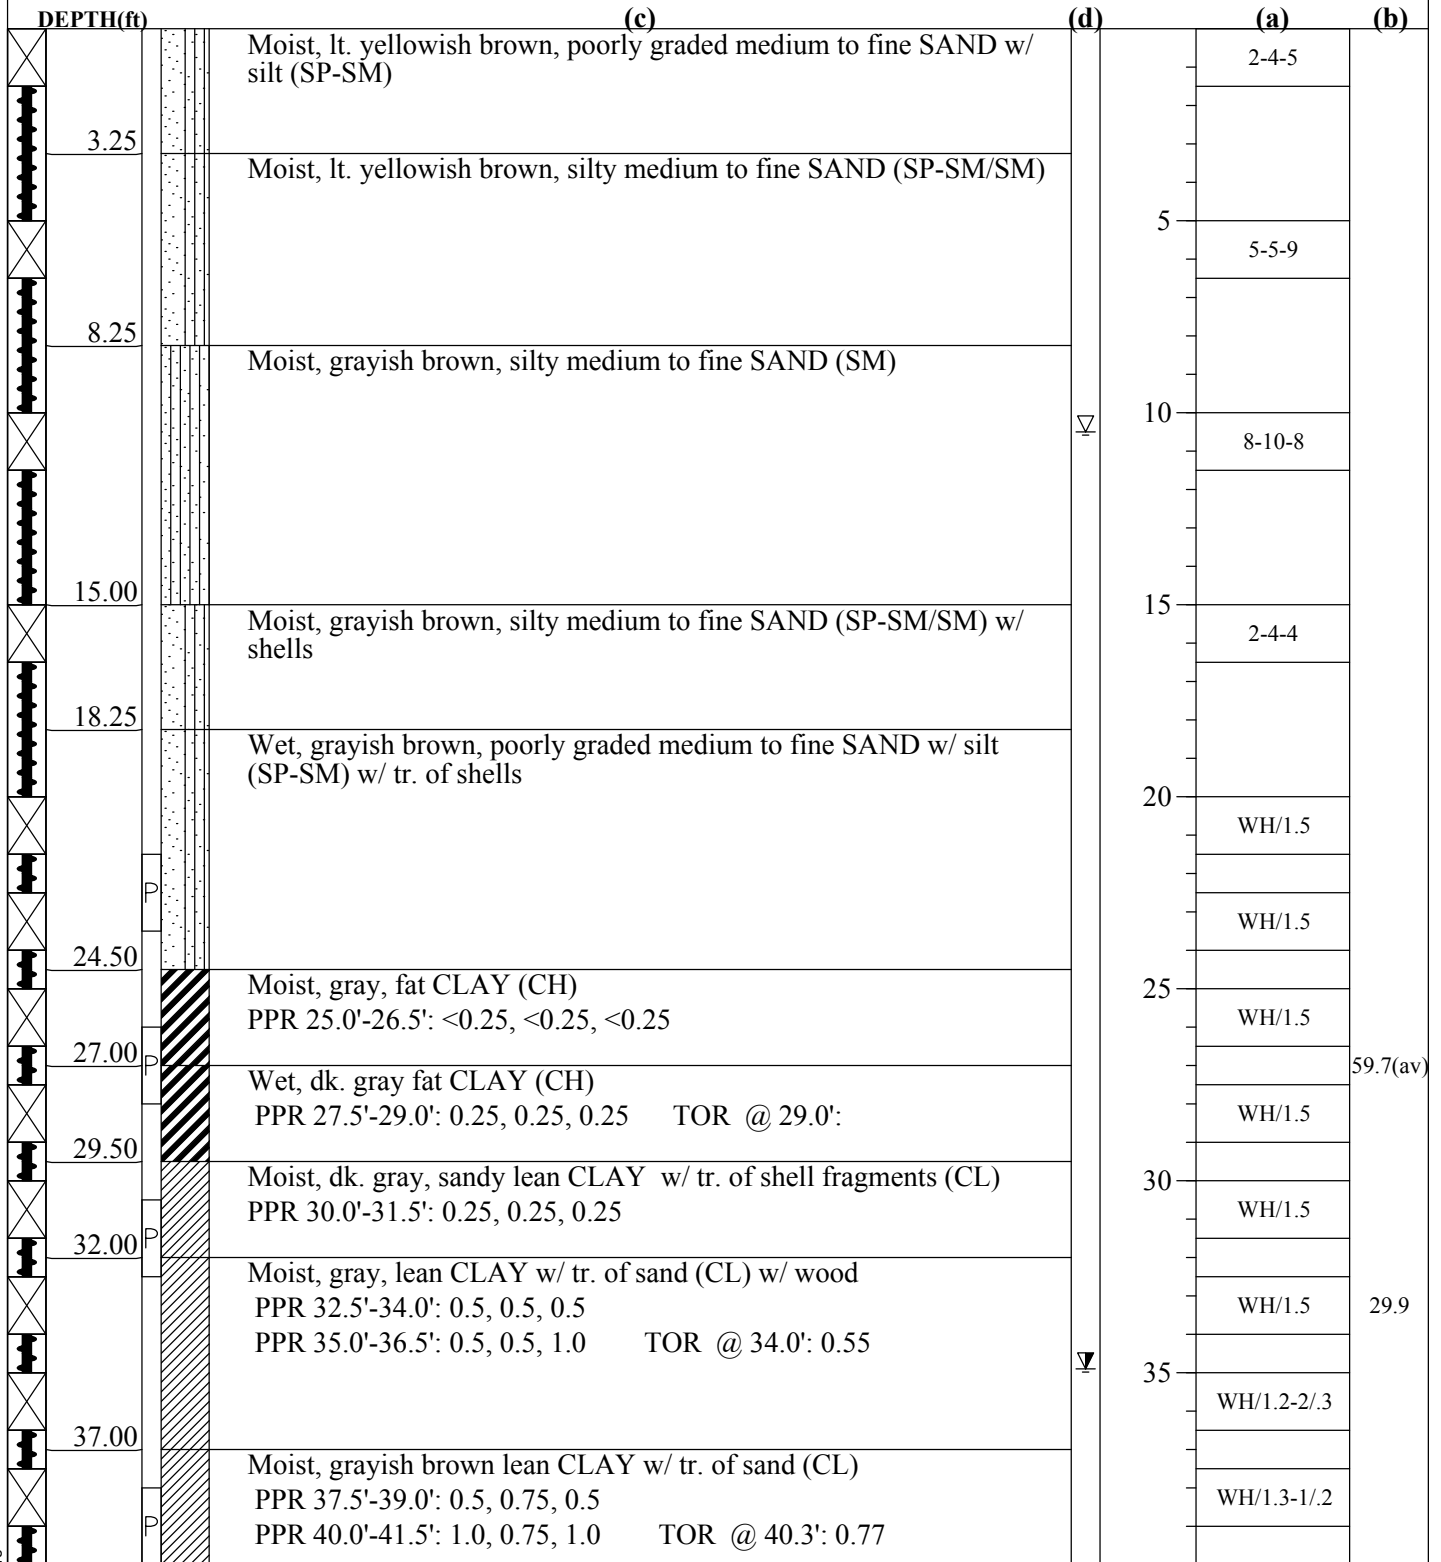 DEPTH(ft) (c) (d) (a) (b)
Moist, lt. yellowish brown, poorly graded medium to fine SAND w/
silt (SP-SM)
2-4-5
3.25
Moist, lt. yellowish brown, silty medium to fine SAND (SP-SM/SM)
5
5-5-9
8.25
Moist, grayish brown, silty medium to fine SAND (SM)
10
8-10-8
15.00
15
Moist, grayish brown, silty medium to fine SAND (SP-SM/SM) w/
shells
2-4-4
18.25
Wet, grayish brown, poorly graded medium to fine SAND w/ silt
(SP-SM) w/ tr. of shells
20
WH/1.5
P
WH/1.5
24.50
Moist, gray, fat CLAY (CH)
25
PPR 25.0'-26.5': <0.25, <0.25, <0.25
WH/1.5
27.00
P
59.7(av)
Wet, dk. gray fat CLAY (CH)
PPR 27.5'-29.0': 0.25, 0.25, 0.25 TOR @ 29.0':
WH/1.5
29.50
Moist, dk. gray, sandy lean CLAY w/ tr. of shell fragments (CL)
30
PPR 30.0'-31.5': 0.25, 0.25, 0.25
WH/1.5
32.00
P
Moist, gray, lean CLAY w/ tr. of sand (CL) w/ wood
PPR 32.5'-34.0': 0.5, 0.5, 0.5
WH/1.5
29.9
PPR 35.0'-36.5': 0.5, 0.5, 1.0 TOR @ 34.0': 0.55
35
WH/1.2-2/.3
37.00
Moist, grayish brown lean CLAY w/ tr. of sand (CL)
PPR 37.5'-39.0': 0.5, 0.75, 0.5
WH/1.3-1/.2
P
PPR 40.0'-41.5': 1.0, 0.75, 1.0 TOR @ 40.3': 0.77